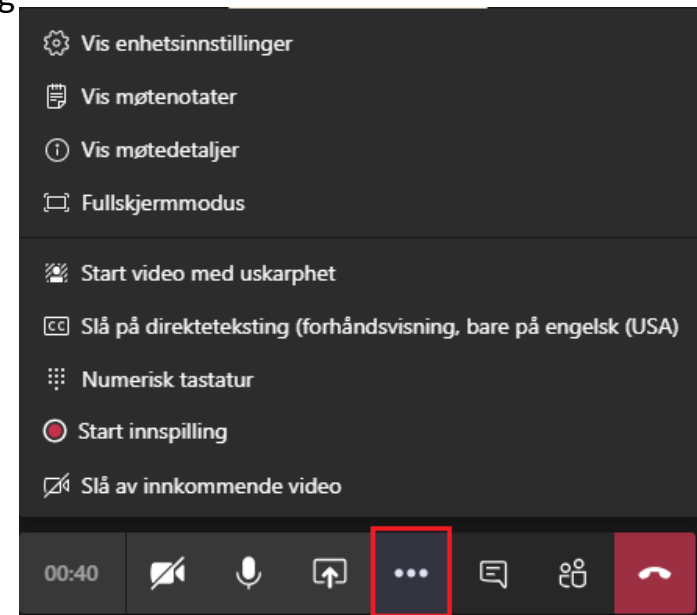 g
Vis enhetsinnstillinger
Vis møtenotater
Vis møtedetaljer
Fullskjermmodus
Start video med uskarphet
CC Slå på direkteteksting (forhåndsvisning, bare på engelsk (USA)
Numerisk tastatur
Start innspilling
Slå av innkommende video
00:40